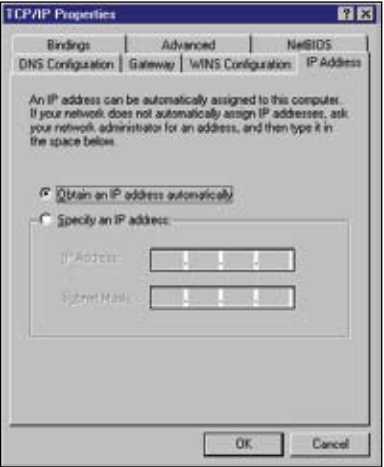 TCP/IP Properties
? X
Bindings Advanced NetBIOS
DNS Configuration Gateway WINS Configuration IP Address
An IP address can be automatically assigned to this computer.
If your network does not automatically assign IP addresses, ask
your network administrator for an address, and then type it in
the space below.
Obtain an IP address automatically
Specify an IP address:
IP Address:
Subnet Mask:
. . .
. . .
OK Cancel